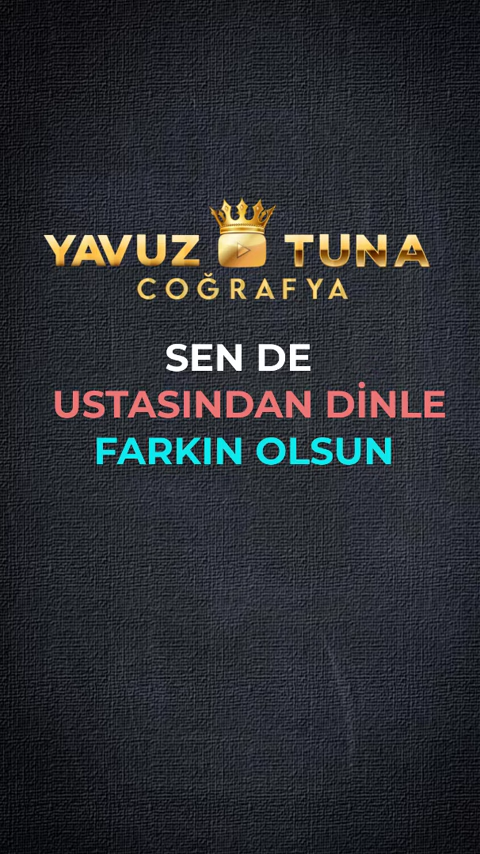 YAVUZ TUNA
COĞRAFYA
SEN DE
USTASINDAN DİNLE
FARKIN OLSUN